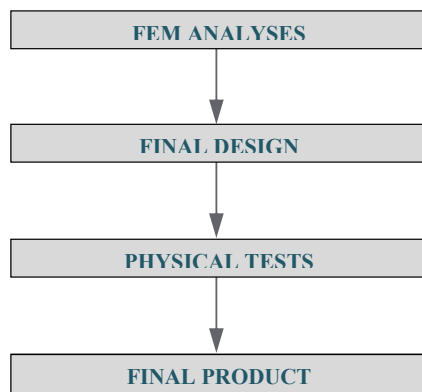 FEM ANALYSES
FINAL DESIGN
PHYSICAL TESTS
FINAL PRODUCT